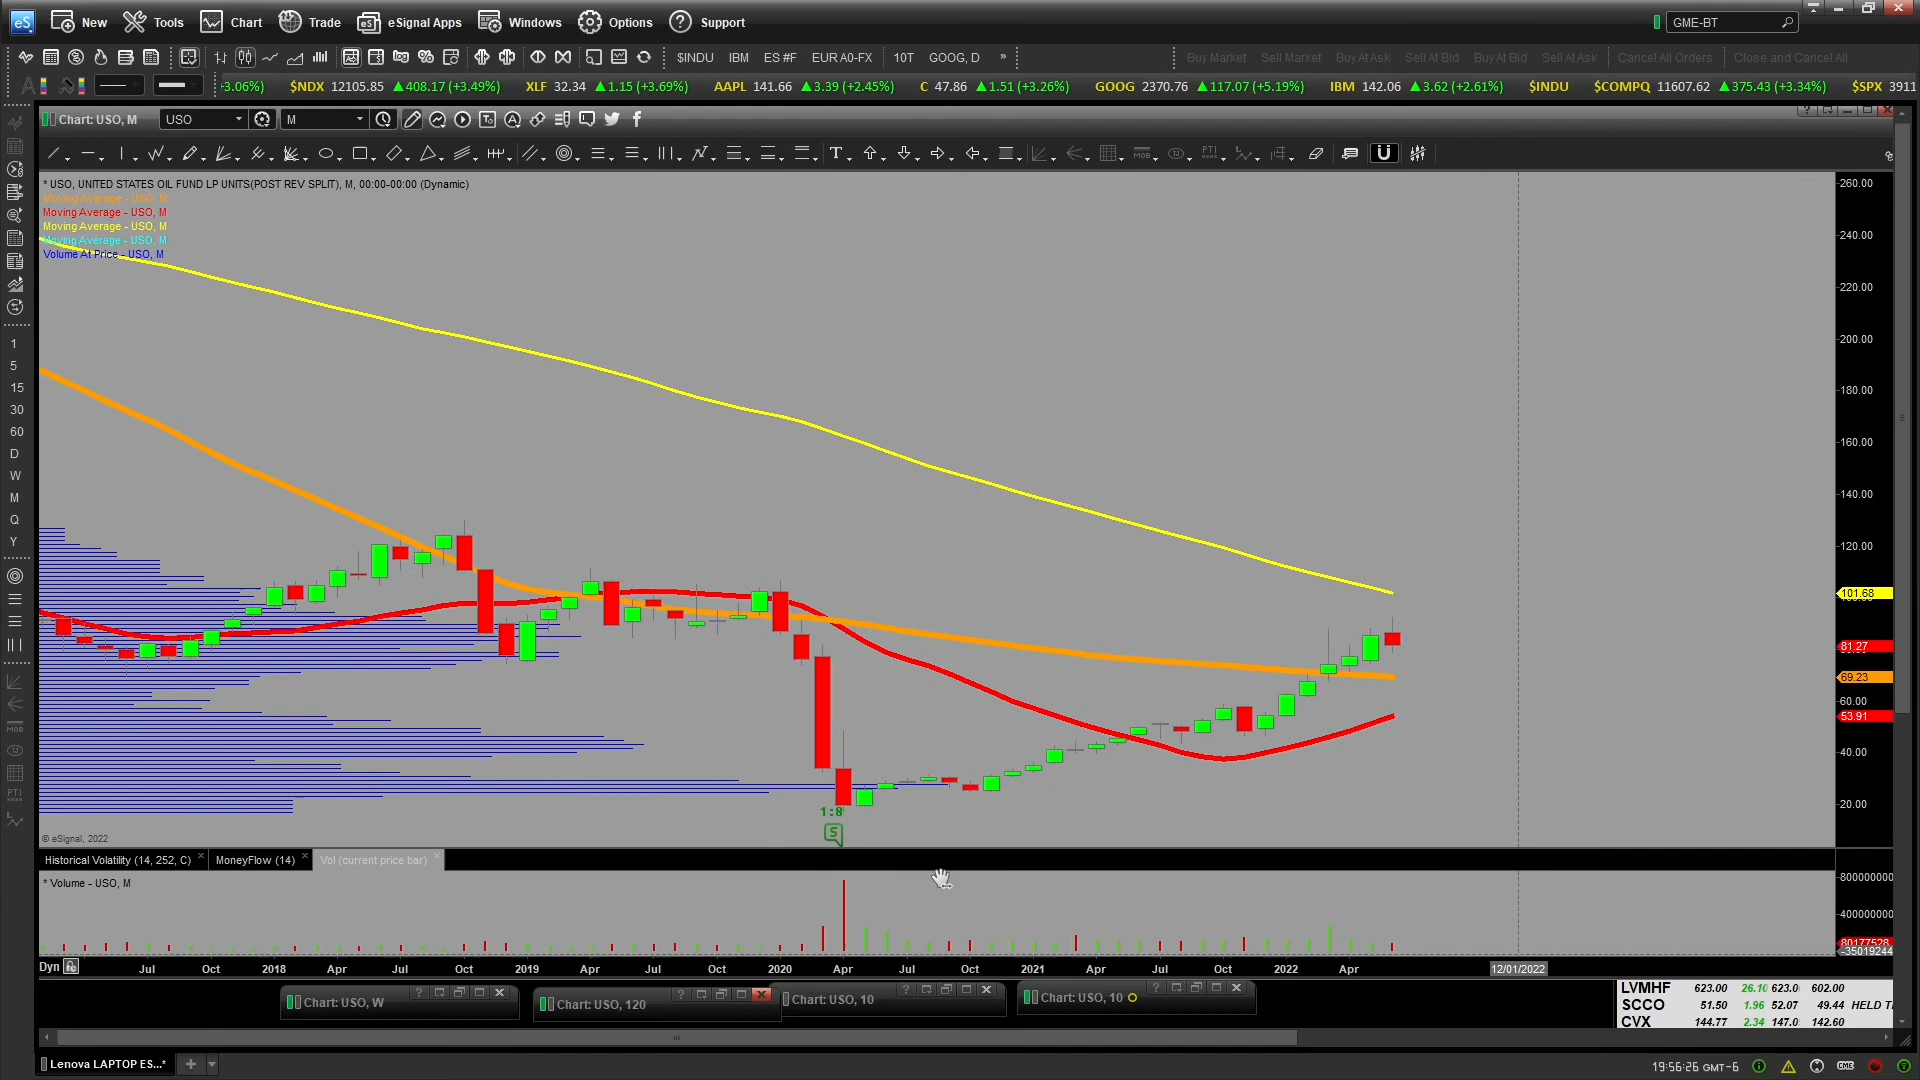 eS New Tools Chart Trade eSignal Apps Windows Options Support GME-BT
$INDU IBM ES #F EUR A0-FX 10T GOOG, D » Buy Market Sell Market Buy At Ask Sell At Bid Buy At Bid Sell At Ask Cancel All Orders Close and Cancel All
3.06%) $NDX 12105.85 ▲408.17 (+3.49%) XLF 32.34 ▲1.15 (+3.69%) AAPL 141.66 ▲3.39 (+2.45%) C 47.86 ▲1.51 (+3.26%) GOOG 2370.76 ▲117.07 (+5.19%) IBM 142.06 ▲3.62 (+2.61%) $INDU $COMPQ 11607.62 ▲375.43 (+3.34%) $SPX 3911
Chart: USO, M USO M
* USO, UNITED STATES OIL FUND LP UNITS(POST REV SPLIT), M, 00:00-00:00 (Dynamic)
Moving Average - USO, M
Moving Average - USO, M
Moving Average - USO, M
Moving Average - USO, M
Volume At Price - USO, M
1
5
15
30
60
D
W
M
Q
Y
MOB
TJ
PTI
260.00
240.00
220.00
200.00
180.00
160.00
140.00
120.00
101.68
81.27
69.23
60.00
53.91
40.00
20.00
1:8
S
© eSignal, 2022
Historical Volatility (14, 252, C) MoneyFlow (14) Vol (current price bar)
* Volume - USO, M
800000000
400000000
80177528
-35019244
Dyn Jul Oct 2018 Apr Jul Oct 2019 Apr Jul Oct 2020 Apr Jul Oct 2021 Apr Jul Oct 2022 Apr 12/01/2022
Chart: USO, W Chart: USO, 120 Chart: USO, 10 Chart: USO, 10
LVMHF 623.00 26.10 623.0 602.00
SCCO 51.50 1.96 52.07 49.44 HELD T
CVX 144.77 2.34 147.0 142.60
Lenova LAPTOP ES...* 19:56:26 GMT-6 CME